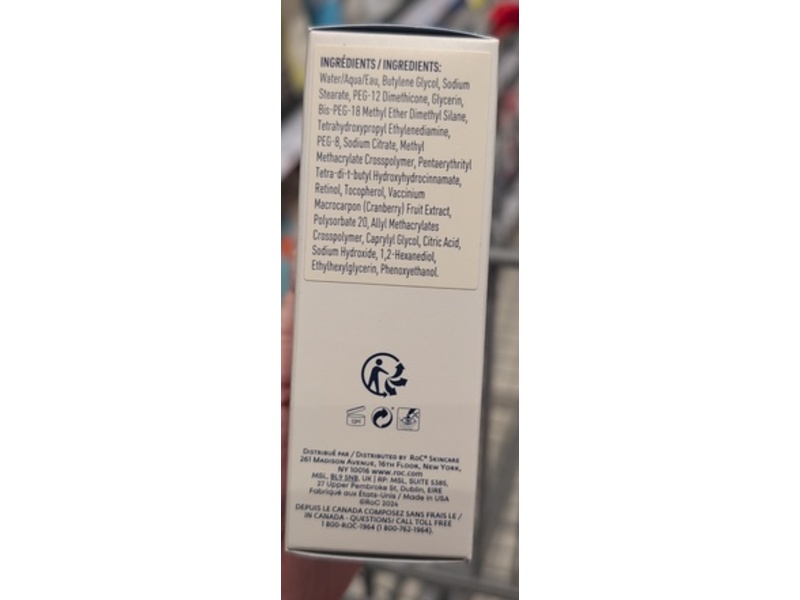 INGRÉDIENTS / INGREDIENTS:
Water/Aqua/Eau, Butylene Glycol, Sodium
Stearate, PEG-12 Dimethicone, Glycerin,
Bis-PEG-18 Methyl Ether Dimethyl Silane,
Tetrahydroxypropyl Ethylenediamine,
PEG-8, Sodium Citrate, Methyl
Methacrylate Crosspolymer, Pentaerythrityl
Tetra-di-t-butyl Hydroxyhydrocinnamate,
Retinol, Tocopherol, Vaccinium
Macrocarpon (Cranberry) Fruit Extract,
Polysorbate 20, Allyl Methacrylates
Crosspolymer, Caprylyl Glycol, Citric Acid,
Sodium Hydroxide, 1,2-Hexanediol,
Ethylhexylglycerin, Phenoxyethanol.
DISTRIBUÉ PAR / DISTRIBUTED BY ROC® SKINCARE
261 MADISON AVENUE, 16TH FLOOR, NEW YORK,
NY 10016 www.roc.com
MSL, BL9 5NB, UK | RP: MSL, SUITE 5385,
27 Upper Pembroke St, Dublin, EIRE
Fabriqué aux États-Unis / Made in USA
©RoC 2024
DEPUIS LE CANADA COMPOSEZ SANS FRAIS LE /
IN CANADA - QUESTIONS? CALL TOLL FREE
1 800-ROC-1964 (1 800-762-1964).